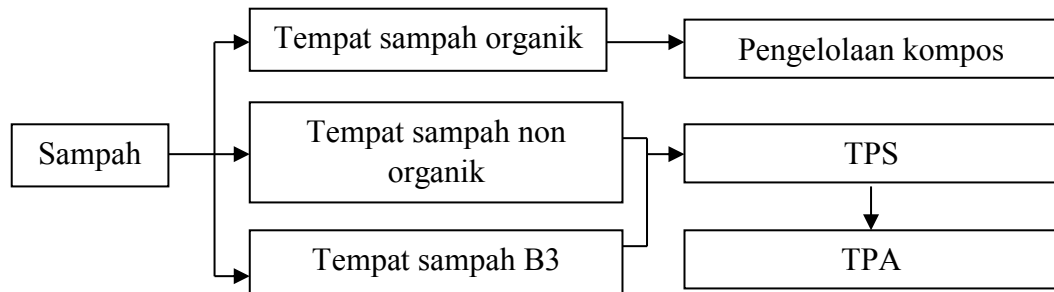 Tempat sampah organik
Pengelolaan kompos
Sampah
Tempat sampah non
organik
TPS
Tempat sampah B3
TPA